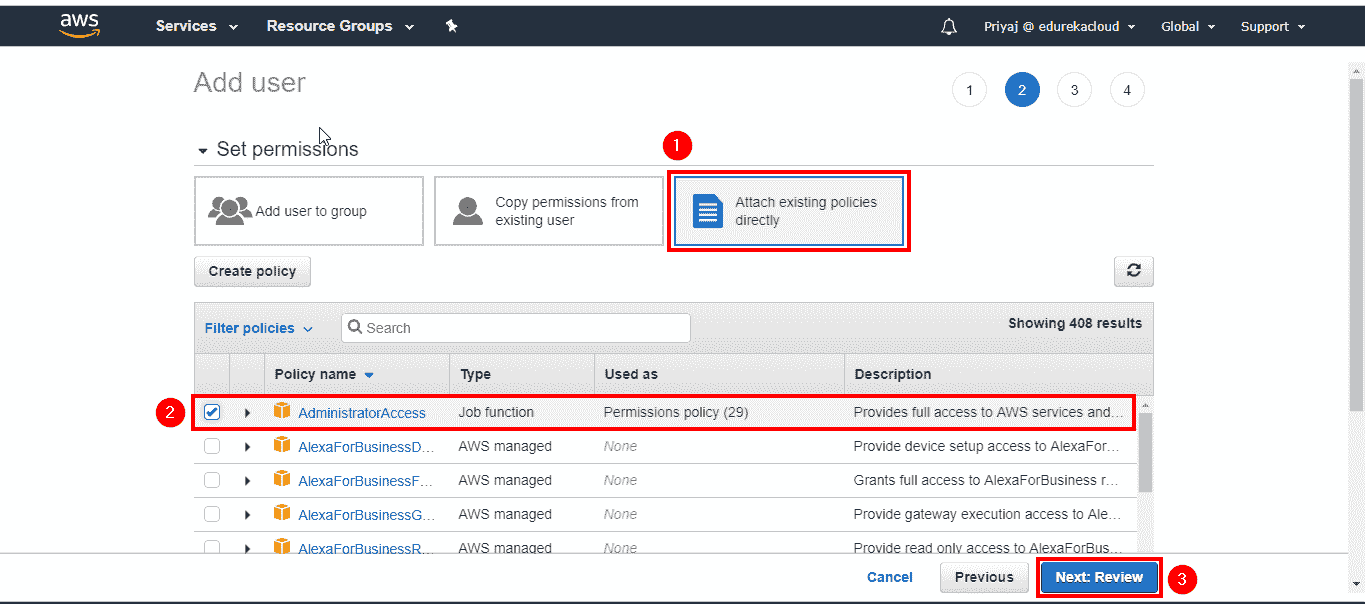 aws Services Resource Groups Priyaj @ edurekacloud Global Support
Add user 1 2 3 4
Set permissions
1
Add user to group
Copy permissions from
existing user
Attach existing policies
directly
Create policy
Filter policies Search Showing 408 results
Policy name Type Used as Description
2 AdministratorAccess Job function Permissions policy (29) Provides full access to AWS services and...
AlexaForBusinessD... AWS managed None Provide device setup access to AlexaFor...
AlexaForBusinessF... AWS managed None Grants full access to AlexaForBusiness r...
AlexaForBusinessG... AWS managed None Provide gateway execution access to Ale...
AlexaForBusinessR... AWS managed None Provide read only access to AlexaForBus...
Cancel Previous Next: Review 3